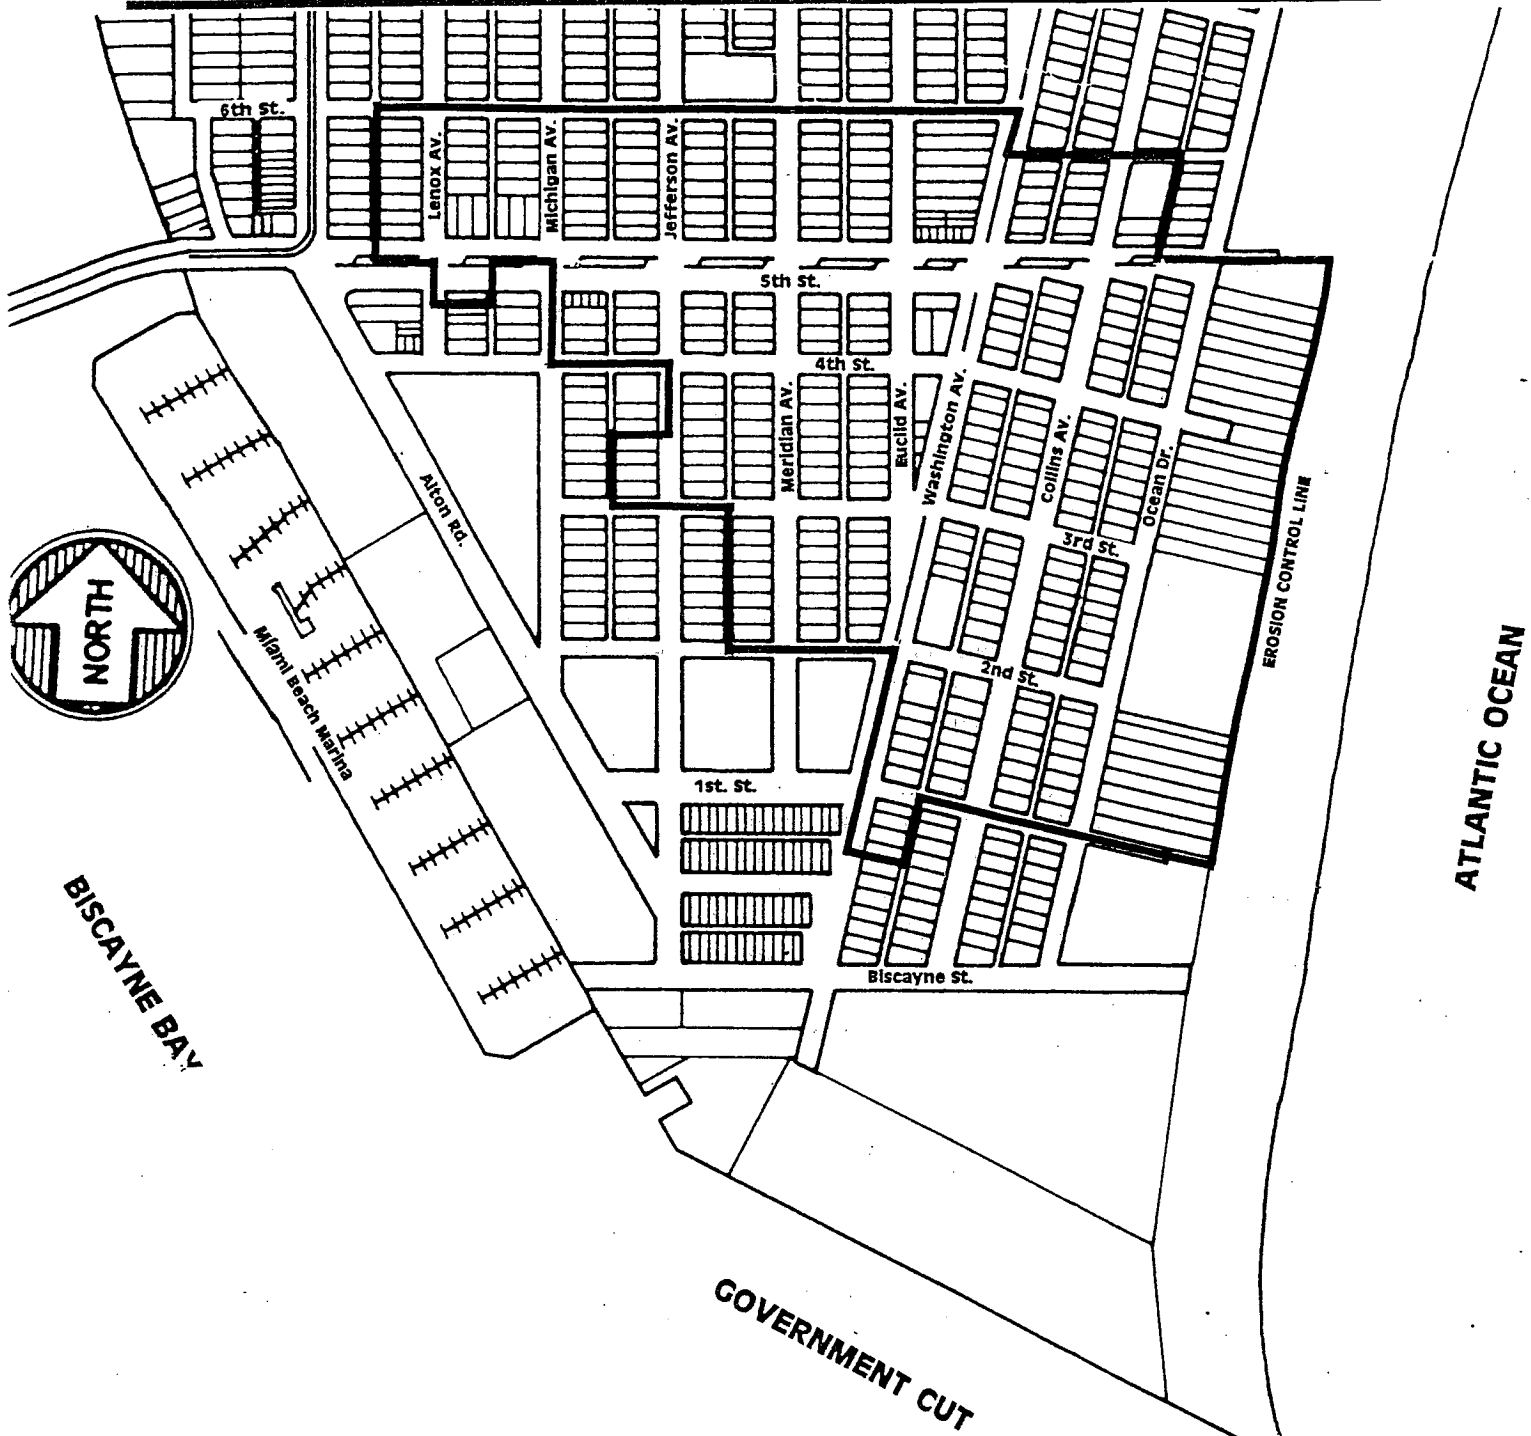 6th St.
Lenox Av.
Michigan Av.
Jefferson Av.
5th St.
4th St.
Meridian Av.
Euclid Av.
Washington Av.
Collins Av.
Ocean Dr.
Alton Rd.
3rd St.
EROSION CONTROL LINE
NORTH
Miami Beach Marina
2nd St.
ATLANTIC OCEAN
1st. St.
BISCAYNE BAY
Biscayne St.
GOVERNMENT CUT